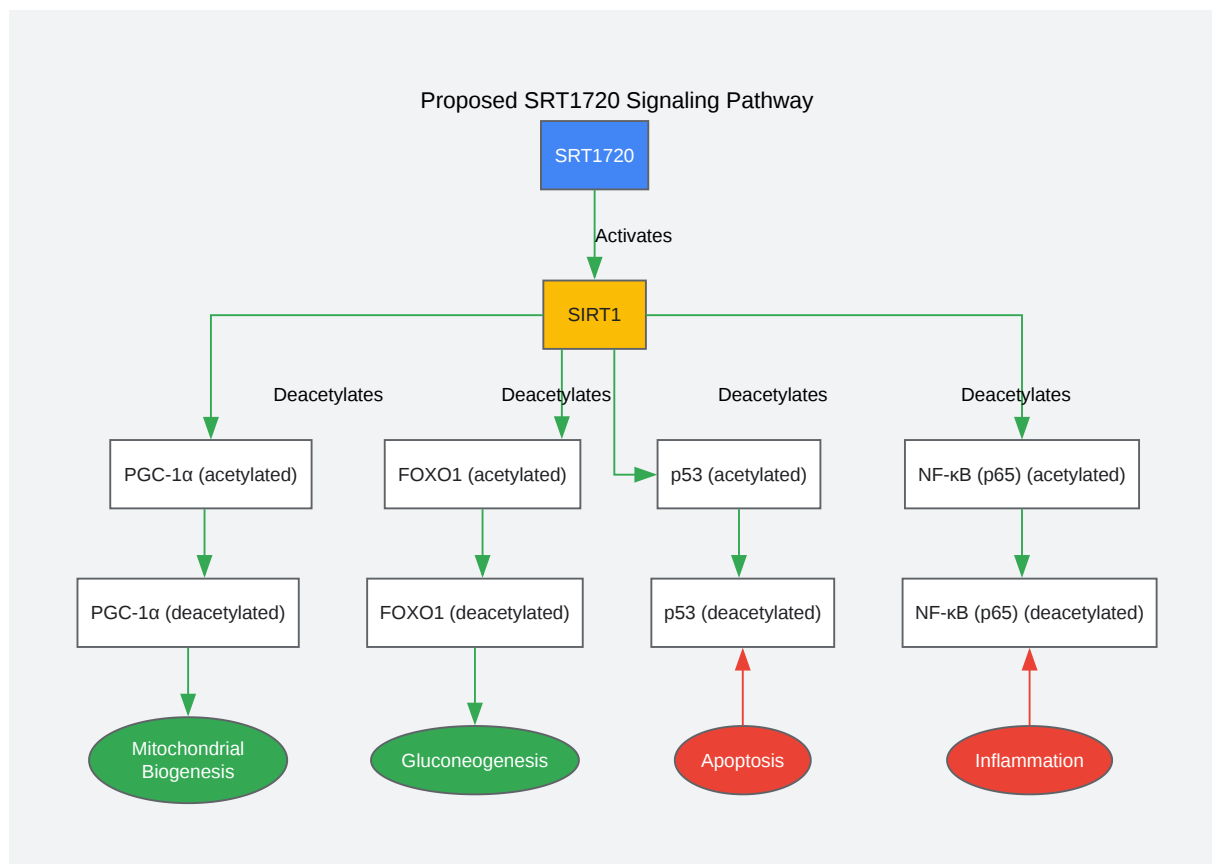 Proposed SRT1720 Signaling Pathway
SRT1720
Activates
SIRT1
Deacetylates
Deacetylates
Deacetylates
Deacetylates
PGC-1α (acetylated)
FOXO1 (acetylated)
p53 (acetylated)
NF-κB (p65) (acetylated)
PGC-1α (deacetylated)
FOXO1 (deacetylated)
p53 (deacetylated)
NF-κB (p65) (deacetylated)
Mitochondrial
Biogenesis
Gluconeogenesis
Apoptosis
Inflammation